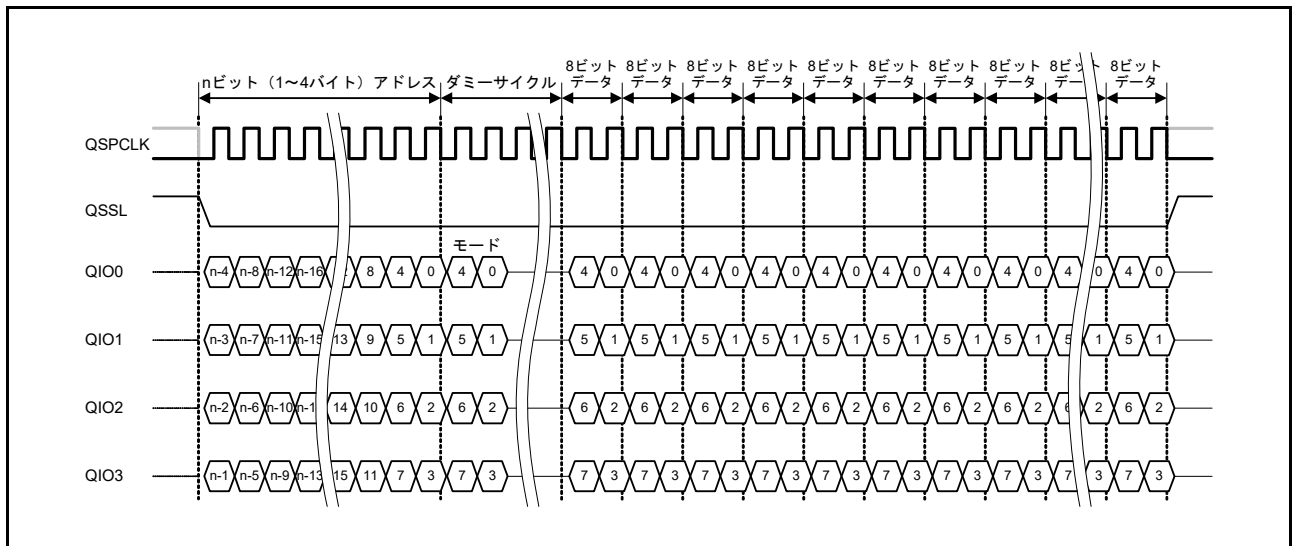 8ビット 8ビット 8ビット 8ビット 8ビット 8ビット 8ビット 8ビット 8ビット 8ビット
nビット（1～4バイト）アドレス ダミーサイクル データ データ データ データ データ データ データ データ データ データ
QSPCLK
QSSL
モード
QIO0 n-4 n-8 n-12 n-16 8 4 0 4 0 4 0 4 0 4 0 4 0 4 0 4 0 4 0 4 0 4 0 4 0
QIO1 n-3 n-7 n-11 n-15 13 9 5 1 5 1 5 1 5 1 5 1 5 1 5 1 5 1 5 1 5 1 5 1 5 1
QIO2 n-2 n-6 n-10 14 10 6 2 6 2 6 2 6 2 6 2 6 2 6 2 6 2 6 2 6 2 6 2 6 2
QIO3 n-1 n-5 n-9 n-13 15 11 7 3 7 3 7 3 7 3 7 3 7 3 7 3 7 3 7 3 7 3 7 3 7 3